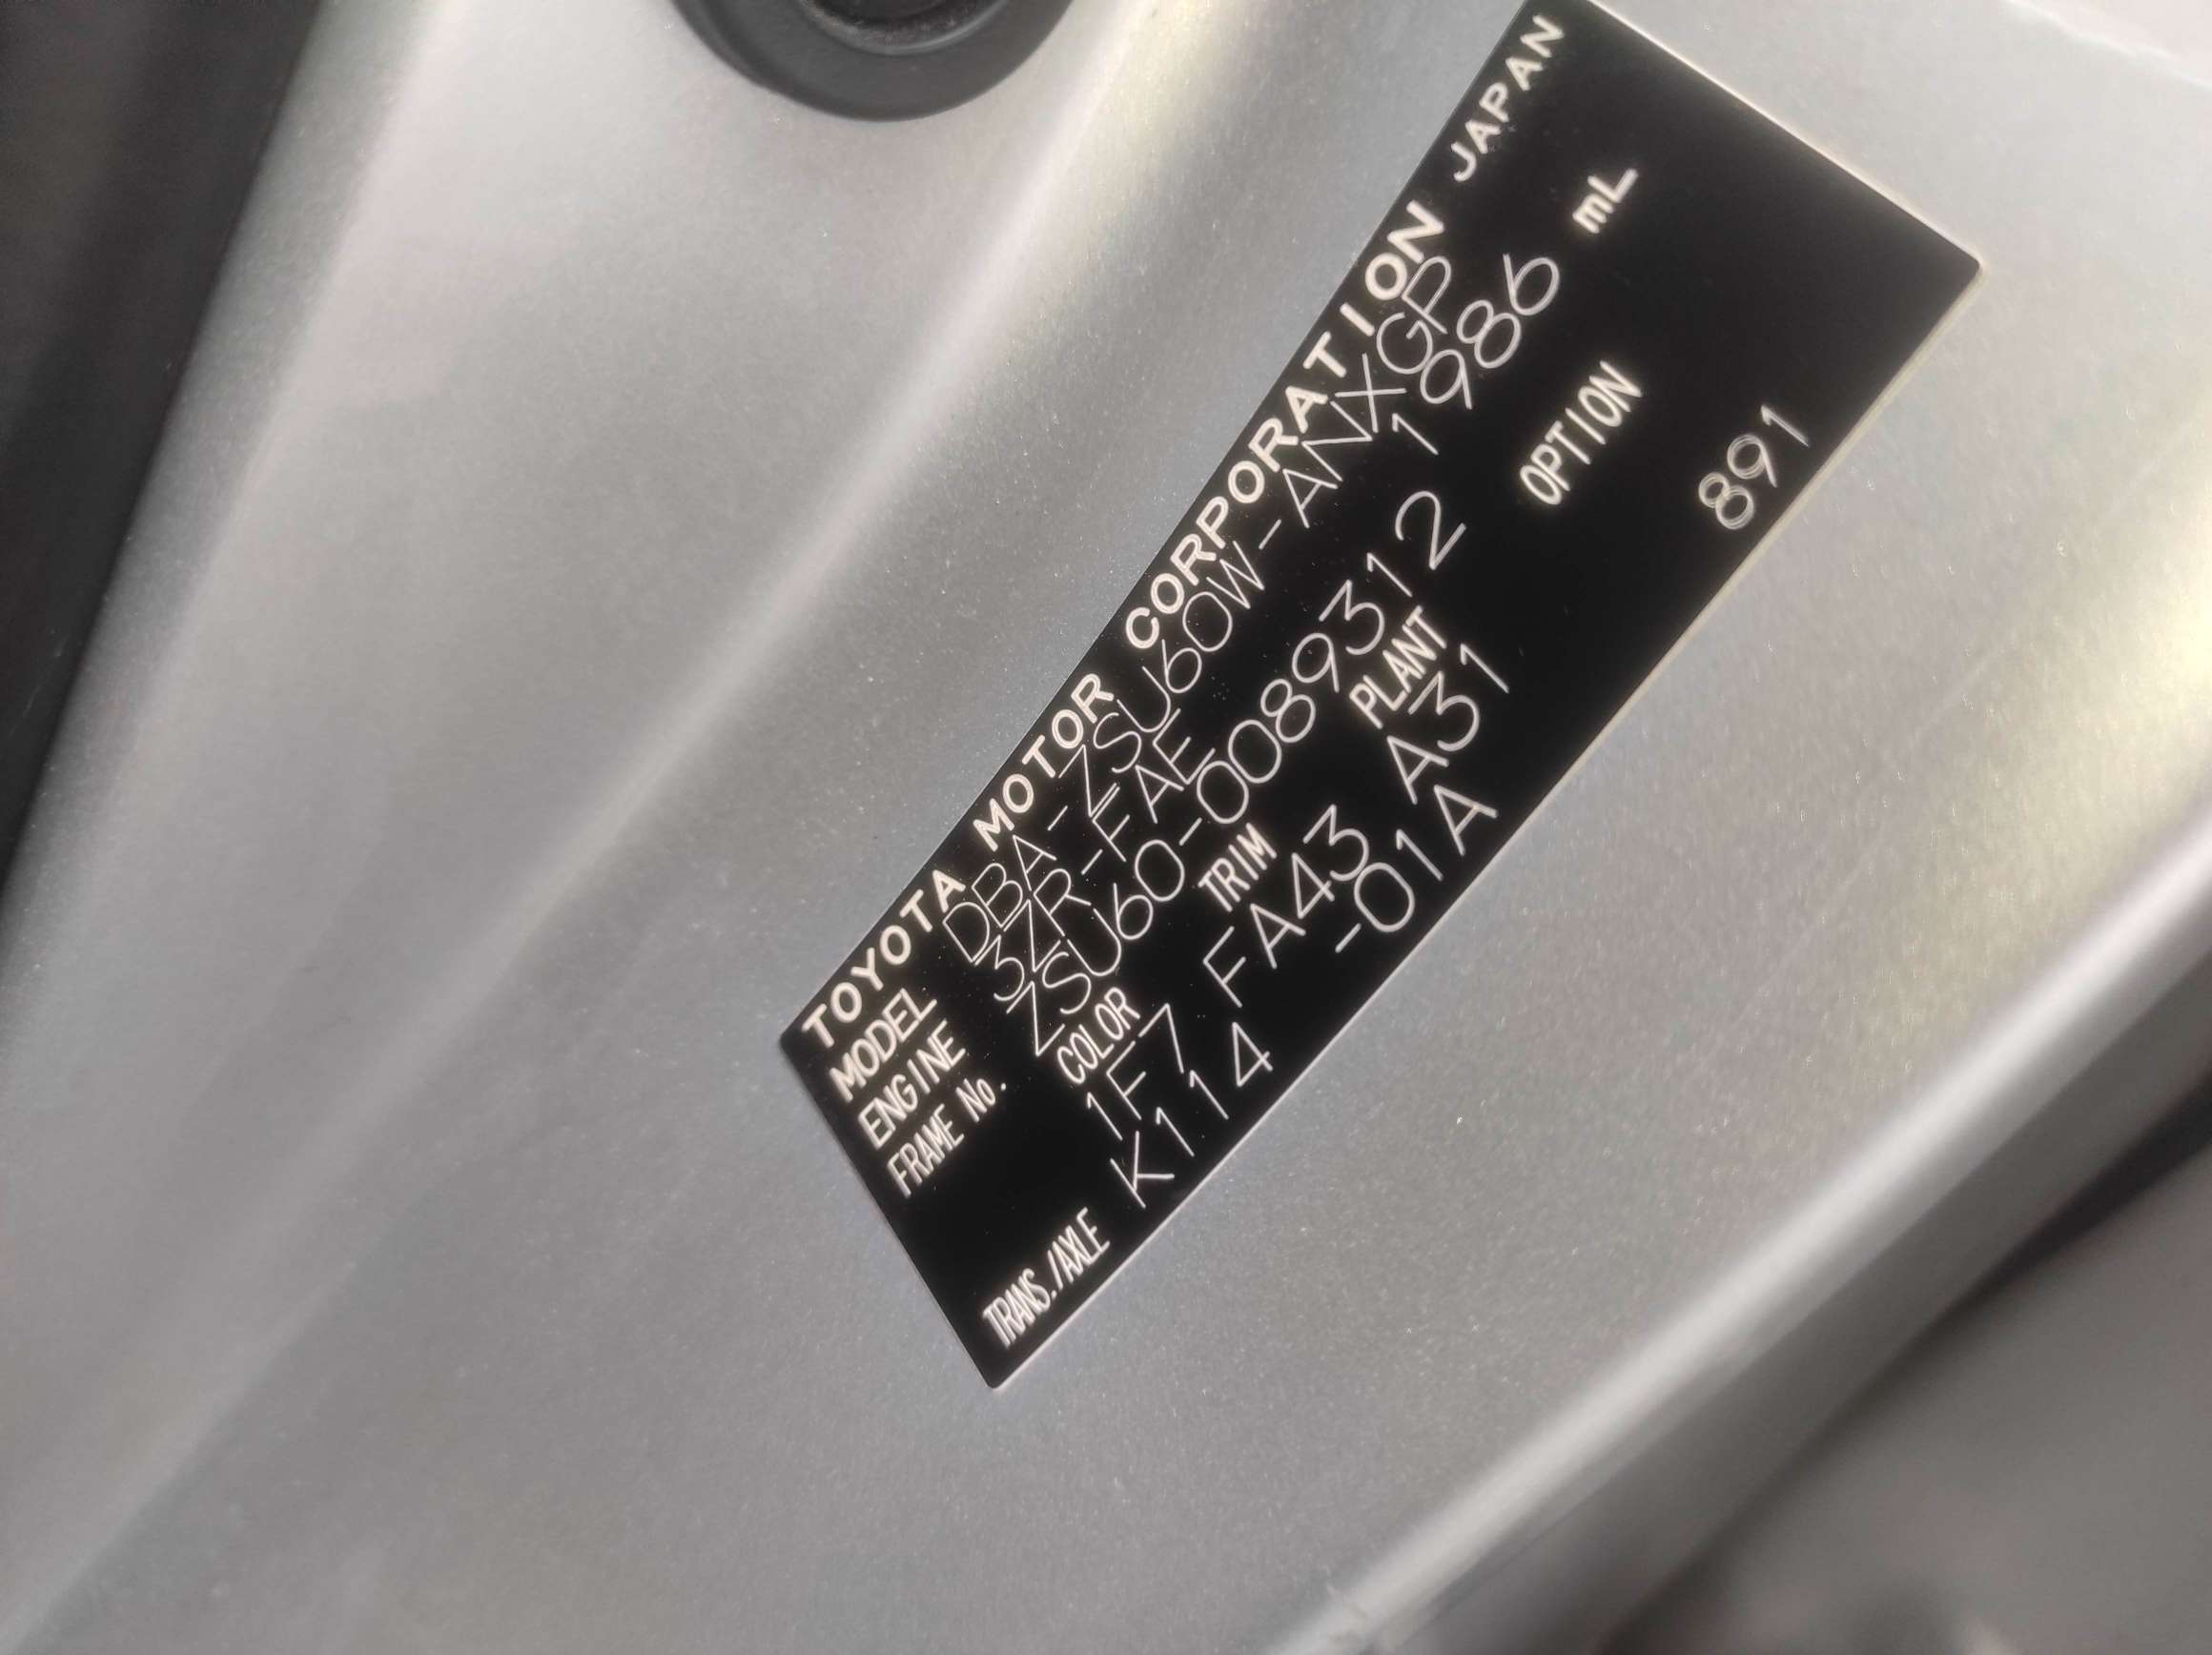 TOYOTA MOTOR CORPORATION JAPAN
MODEL DBA-ZSU60W-ANXGP
ENGINE 3ZR-FAE 1986 mL
FRAME No. ZSU60-0089312
COLOR TRIM PLANT OPTION
1F7 FA43 A31 891
TRANS./AXLE K114 -01A